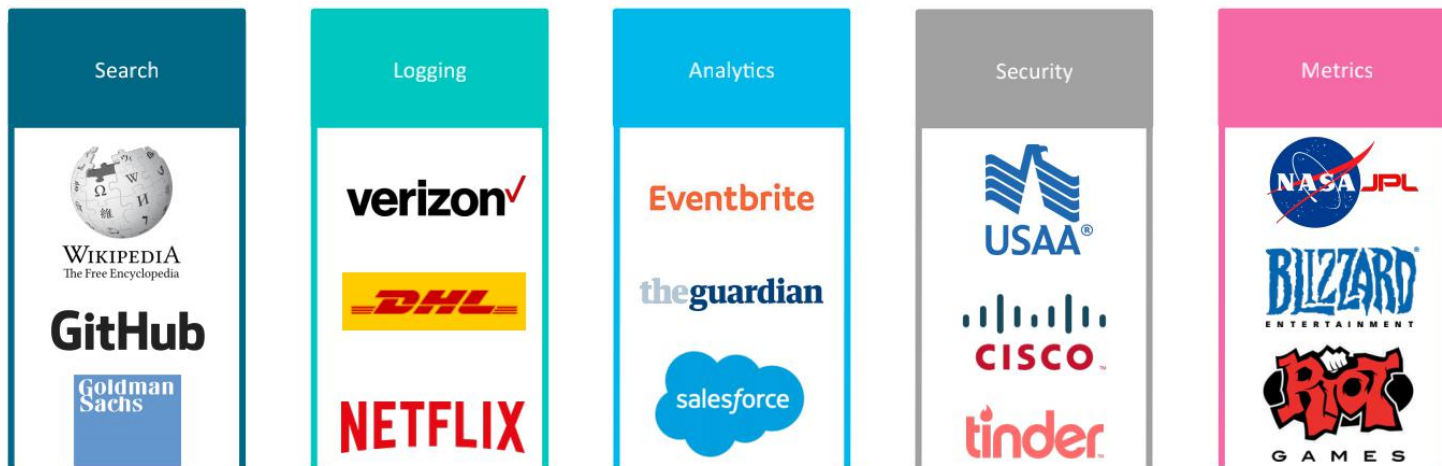 Search
WIKIPEDIA
The Free Encyclopedia
GitHub
Goldman
Sachs
Logging
verizon
DHL
NETFLIX
Analytics
Eventbrite
theguardian
salesforce
Security
USAA®
CISCO™
tinder
Metrics
NASA JPL
BLIZZARD®
ENTERTAINMENT
RIOT
GAMES